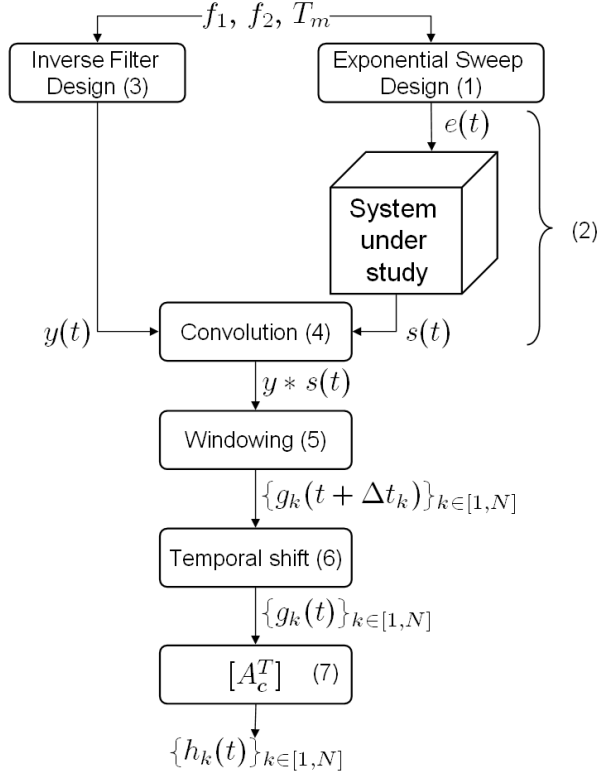 f₁, f₂, Tₘ
Inverse Filter
Design (3)
Exponential Sweep
Design (1)
e(t)
System
under
study
(2)
y(t)
Convolution (4)
s(t)
y ∗ s(t)
Windowing (5)
{gₖ(t + Δtₖ)}ₖ∈[1,N]
Temporal shift (6)
{gₖ(t)}ₖ∈[1,N]
[A_c^T] (7)
{hₖ(t)}ₖ∈[1,N]